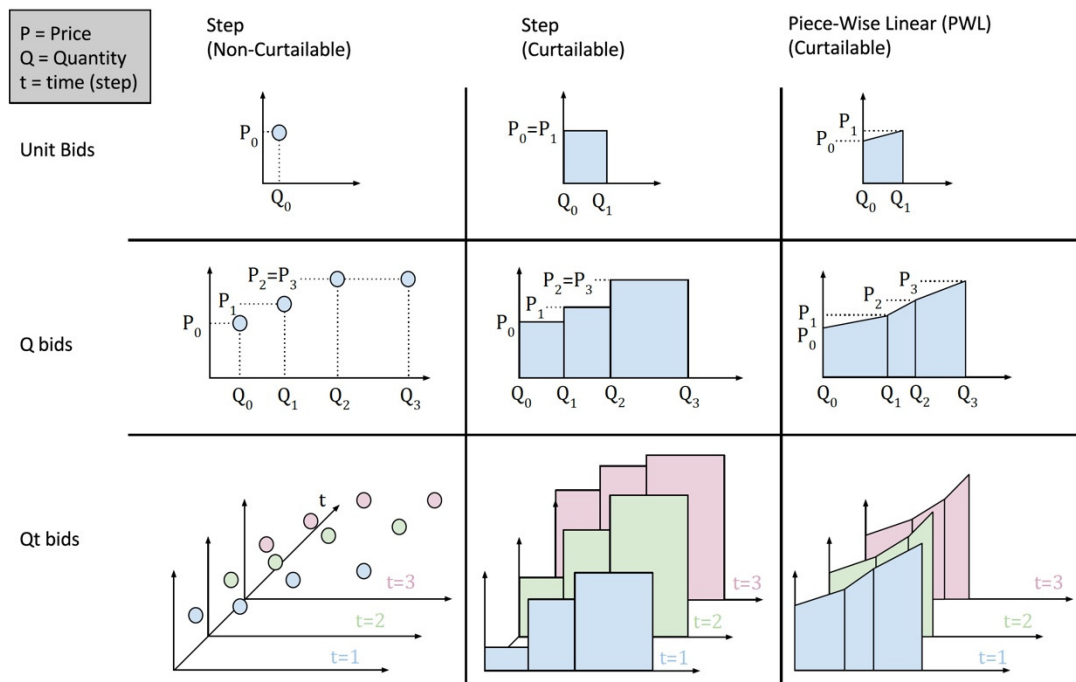 P = Price
Q = Quantity
t = time (step)
Step
(Non-Curtailable)
Step
(Curtailable)
Piece-Wise Linear (PWL)
(Curtailable)
Unit Bids
P₀
Q₀
P₀=P₁
Q₀ Q₁
P₁
P₀
Q₀ Q₁
Q bids
P₂=P₃
P₁
P₀
Q₀ Q₁ Q₂ Q₃
P₂=P₃
P₁
P₀
Q₀ Q₁ Q₂ Q₃
P₃
P₂
P₁
P₀
Q₀ Q₁ Q₂ Q₃
Qt bids
t
t=3
t=2
t=1
t=3
t=2
t=1
t=3
t=2
t=1